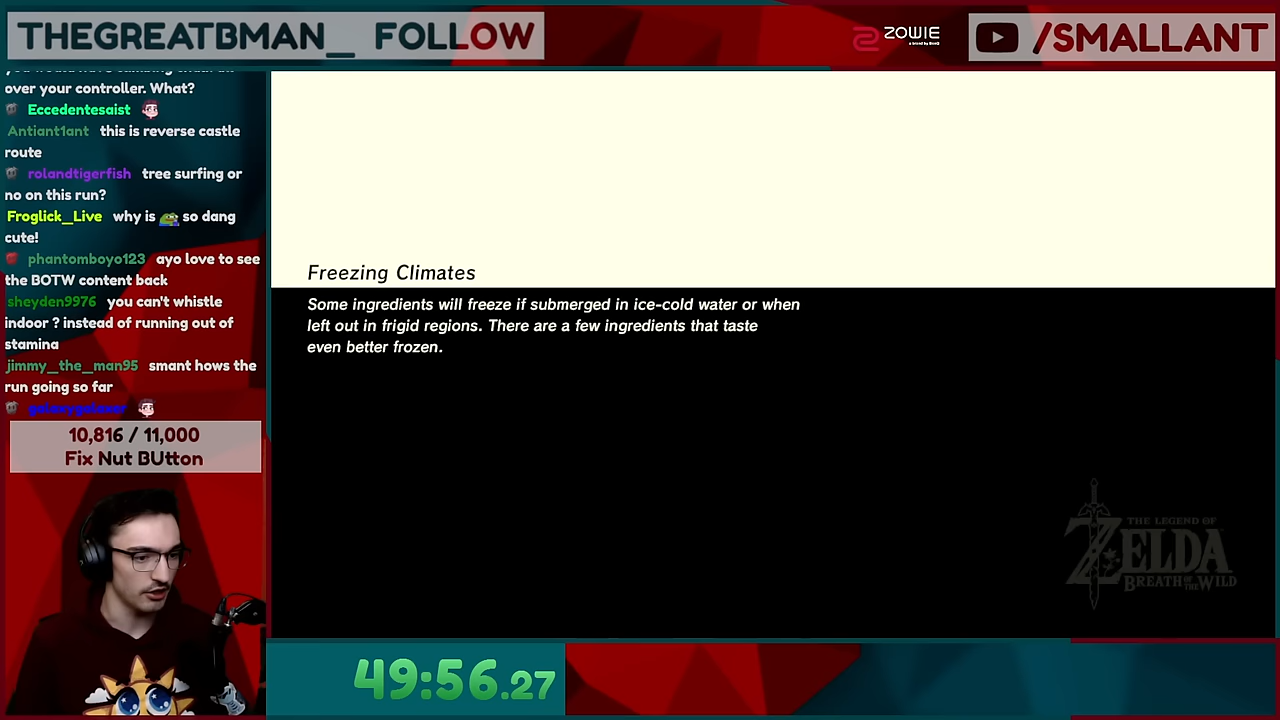 THEGREATBMAN_ FOLLOW
ZOWIE
/SMALLANT
over your controller. What?
Eccedentesaist
Antiant1ant this is reverse castle
route
rolandtigerfish tree surfing or
no on this run?
Froglick_Live why is so dang
cute!
phantomboyo123 ayo love to see
the BOTW content back
sheyden9976 you can't whistle
indoor ? instead of running out of
stamina
jimmy_the_man95 smant hows the
run going so far
10,816 / 11,000
Fix Nut BUtton
Freezing Climates
Some ingredients will freeze if submerged in ice-cold water or when
left out in frigid regions. There are a few ingredients that taste
even better frozen.
THE LEGEND OF
ZELDA
BREATH OF THE WILD
49:56.27